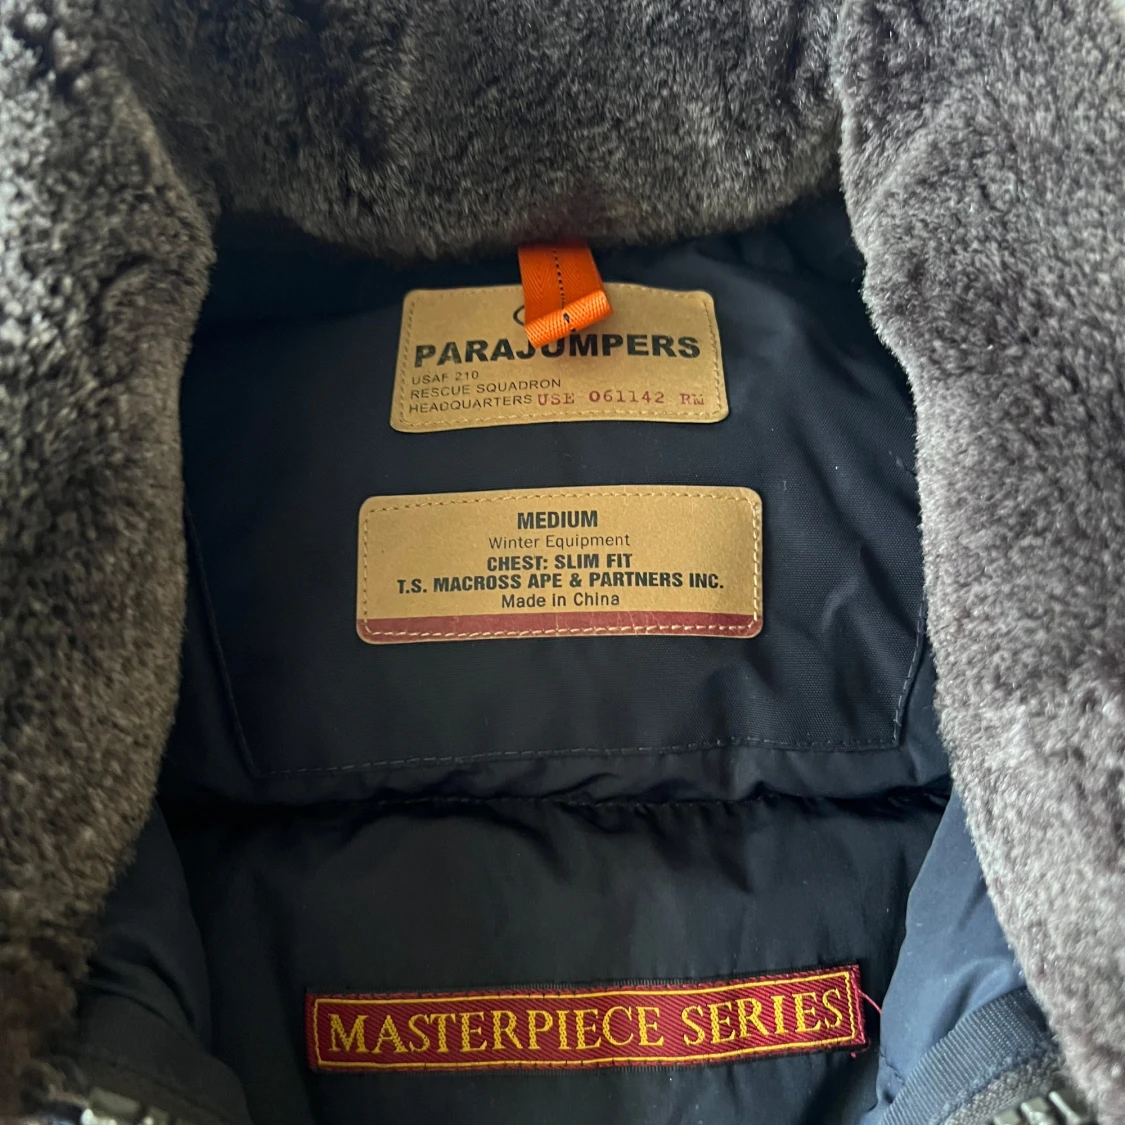 PARAJUMPERS
USAF 210
RESCUE SQUADRON
HEADQUARTERS USE 061142 RM
MEDIUM
Winter Equipment
CHEST: SLIM FIT
T.S. MACROSS APE & PARTNERS INC.
Made in China
MASTERPIECE SERIES